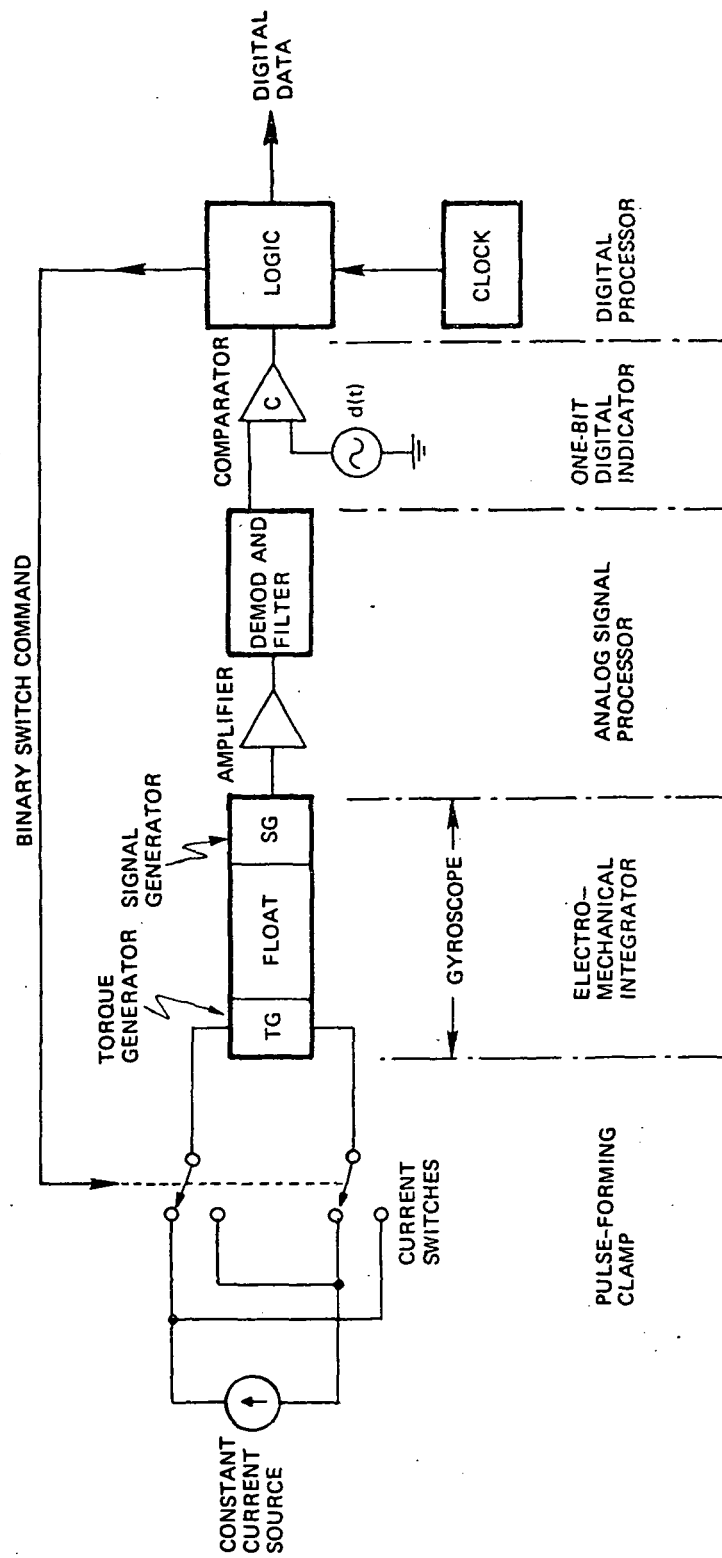 BINARY SWITCH COMMAND
CONSTANT
CURRENT
SOURCE
CURRENT
SWITCHES
TORQUE
GENERATOR
SIGNAL
GENERATOR
TG
FLOAT
SG
AMPLIFIER
DEMOD AND
FILTER
COMPARATOR
C
d(t)
LOGIC
CLOCK
DIGITAL
DATA
GYROSCOPE
PULSE-FORMING
CLAMP
ELECTRO-
MECHANICAL
INTEGRATOR
ANALOG SIGNAL
PROCESSOR
ONE-BIT
DIGITAL
INDICATOR
DIGITAL
PROCESSOR